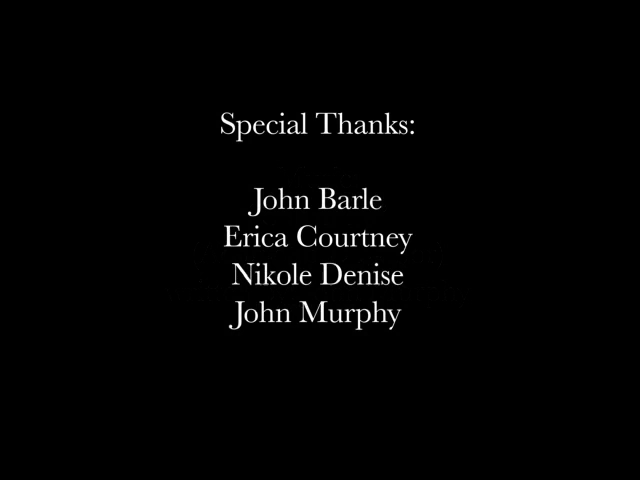 Special Thanks:
John Barle
Erica Courtney
Nikole Denise
John Murphy